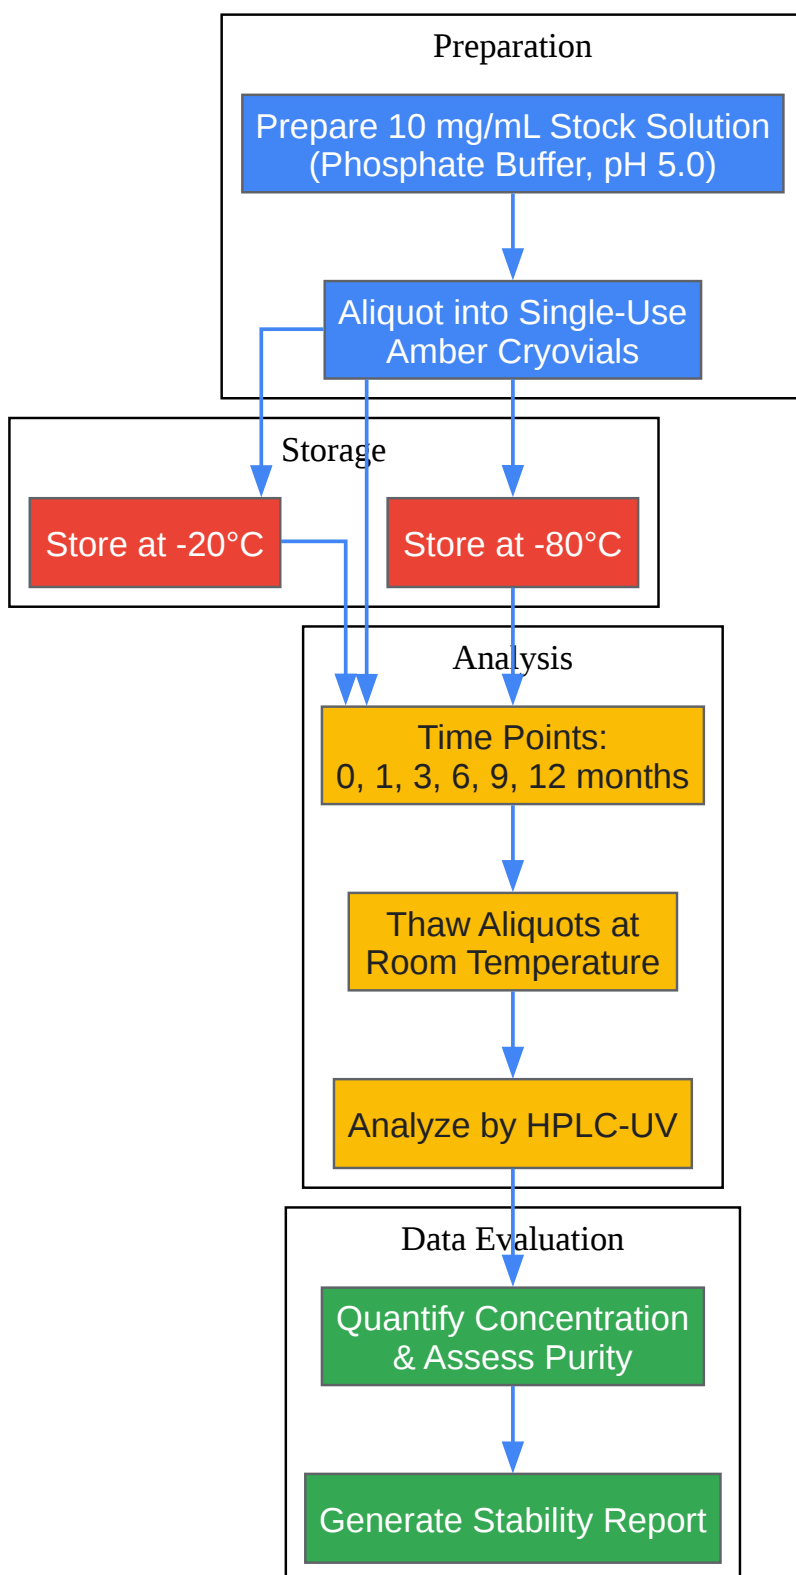 Preparation
Prepare 10 mg/mL Stock Solution
(Phosphate Buffer, pH 5.0)
Aliquot into Single-Use
Amber Cryovials
Storage
Store at -20°C
Store at -80°C
Analysis
Time Points:
0, 1, 3, 6, 9, 12 months
Thaw Aliquots at
Room Temperature
Analyze by HPLC-UV
Data Evaluation
Quantify Concentration
& Assess Purity
Generate Stability Report